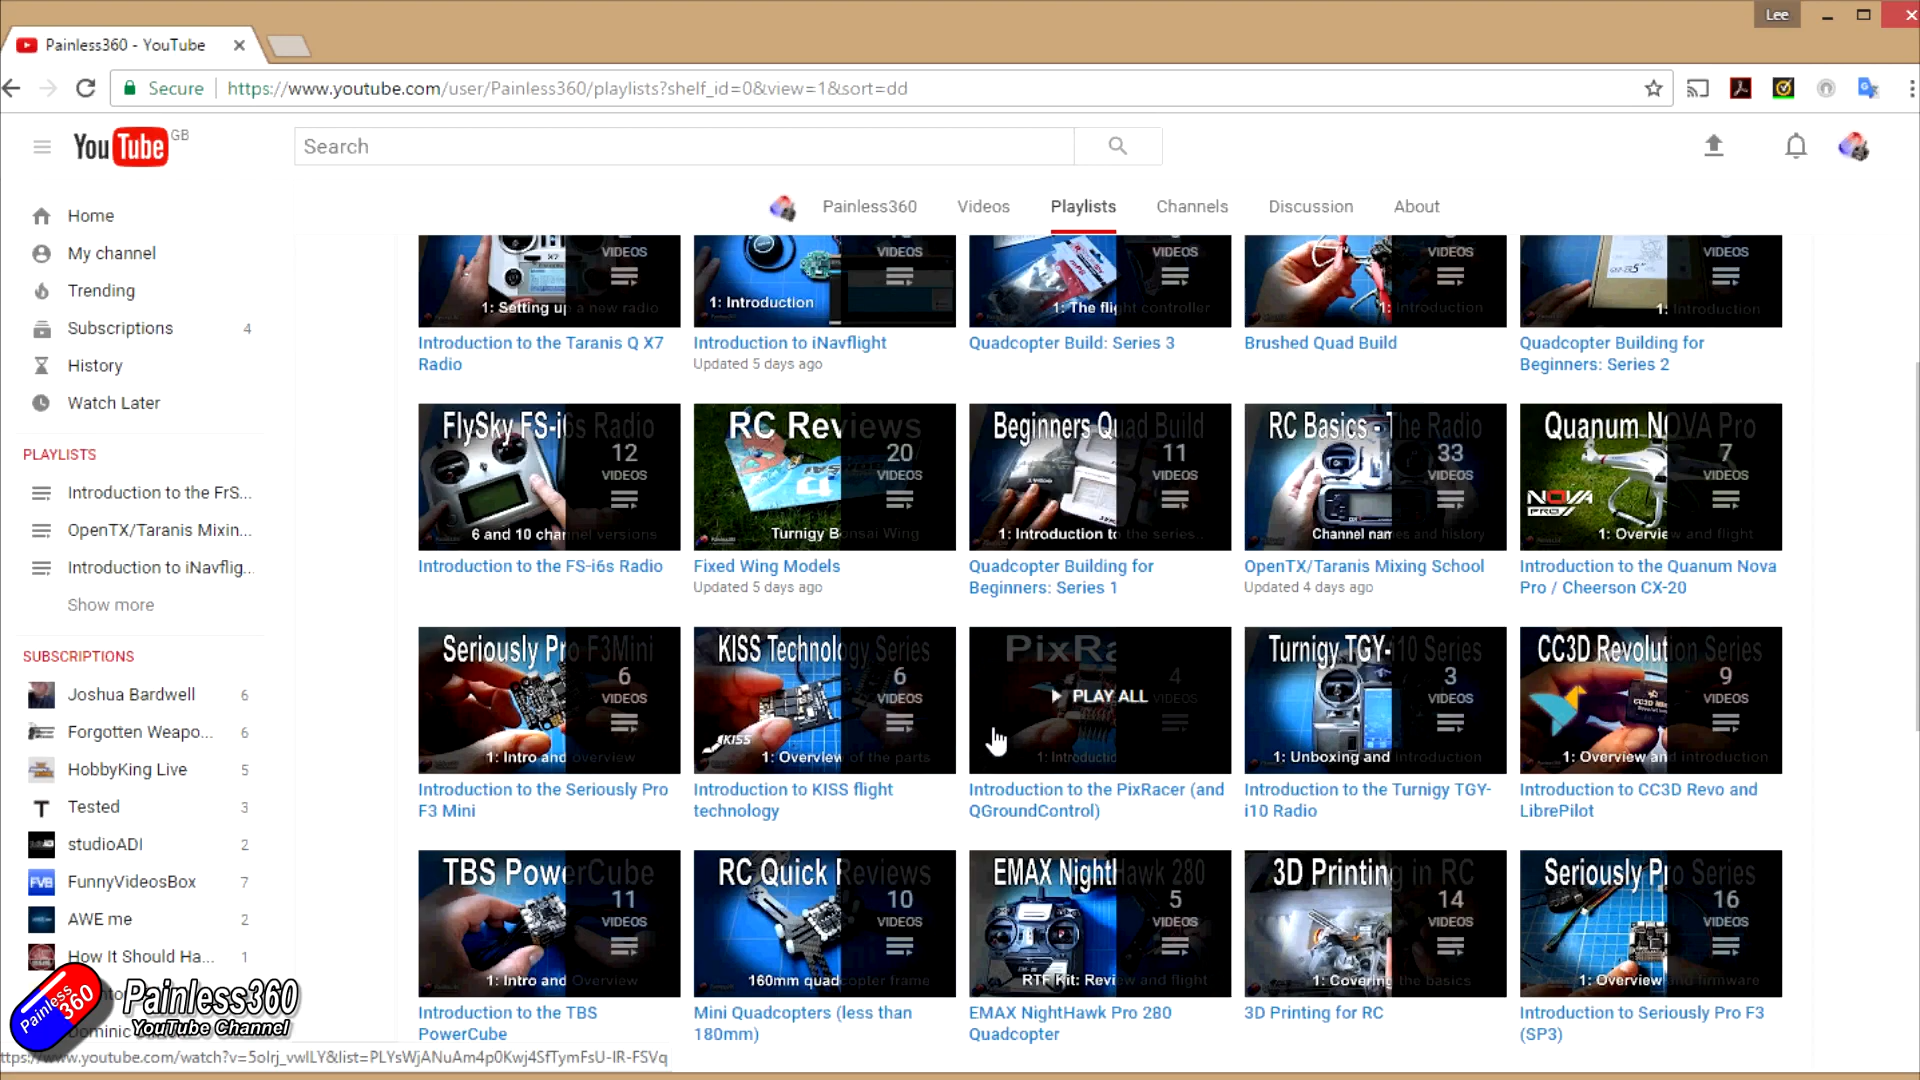 Lee
Painless360 - YouTube
Secure
https://www.youtube.com/user/Painless360/playlists?shelf_id=0&view=1&sort=dd
YouTube GB
Search
Painless360
Videos
Playlists
Channels
Discussion
About
Home
My channel
Trending
Subscriptions 4
History
Watch Later
PLAYLISTS
Introduction to the FrS...
OpenTX/Taranis Mixin...
Introduction to iNavflig...
Show more
SUBSCRIPTIONS
Joshua Bardwell 6
Forgotten Weapo... 6
HobbyKing Live 5
Tested 3
studioADI 2
FunnyVideosBox 7
AWE me 2
How It Should Ha... 1
Dominic
VIDEOS
1: Setting up a new radio
Introduction to the Taranis Q X7
Radio
VIDEOS
1: Introduction
Introduction to iNavflight
Updated 5 days ago
VIDEOS
1: The flight controller
Quadcopter Build: Series 3
VIDEOS
1: Introduction
Brushed Quad Build
VIDEOS
1: Introduction
Quadcopter Building for
Beginners: Series 2
FlySky FS-i6s Radio
12
VIDEOS
6 and 10 channel versions
Introduction to the FS-i6s Radio
RC Reviews
20
VIDEOS
Turnigy Bonsai Wing
Fixed Wing Models
Updated 5 days ago
Beginners Quad Build
11
VIDEOS
1: Introduction to the series..
Quadcopter Building for
Beginners: Series 1
RC Basics - The Radio
33
VIDEOS
Channel names and history
OpenTX/Taranis Mixing School
Updated 4 days ago
Quanum NOVA Pro
7
VIDEOS
NOVA
PRO
1: Overview and flight
Introduction to the Quanum Nova
Pro / Cheerson CX-20
Seriously Pro F3Mini
6
VIDEOS
1: Intro and overview
Introduction to the Seriously Pro
F3 Mini
KISS Technology Series
6
VIDEOS
KISS
1: Overview of the parts
Introduction to KISS flight
technology
PixRa
4
VIDEOS
PLAY ALL
1: Introductio
Introduction to the PixRacer (and
QGroundControl)
Turnigy TGY-i10 Series
3
VIDEOS
1: Unboxing and introduction
Introduction to the Turnigy TGY-
i10 Radio
CC3D Revolution Series
9
VIDEOS
1: Overview and introduction
Introduction to CC3D Revo and
LibrePilot
TBS PowerCube
11
VIDEOS
1: Intro and Overview
Introduction to the TBS
PowerCube
RC Quick Reviews
10
VIDEOS
160mm quadcopter frame
Mini Quadcopters (less than
180mm)
EMAX NightHawk 280
5
VIDEOS
RTF Kit: Review and flight
EMAX NightHawk Pro 280
Quadcopter
3D Printing in RC
14
VIDEOS
1: Covering the basics
3D Printing for RC
Seriously Pro Series
16
VIDEOS
1: Overview and firmware
Introduction to Seriously Pro F3
(SP3)
Painless
360
Painless360
YouTube Channel
ttps://www.youtube.com/watch?v=5olrj_vwlLY&list=PLYsWjANuAm4p0Kwj4SfTymFsU-IR-FSVq